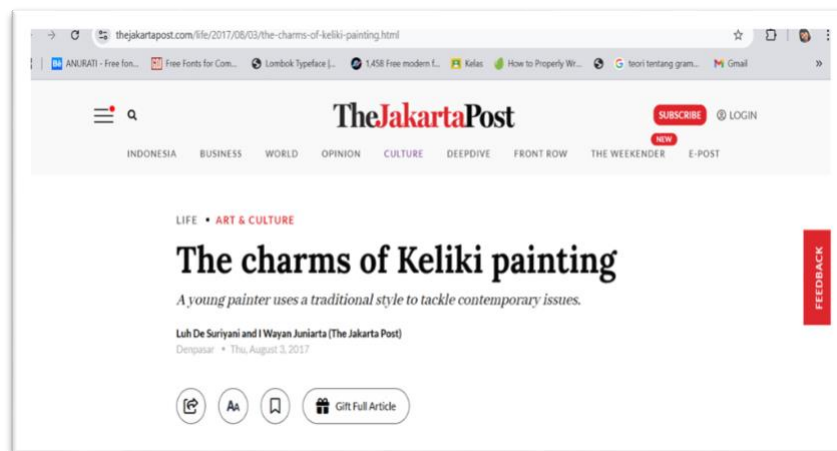 thejakartapost.com/life/2017/08/03/the-charms-of-keliki-painting.html
ANURATI - Free fon... Free Fonts for Com... Lombok Typeface |... 1,458 Free modern f... Kelas How to Properly Wr... teori tentang gram... Gmail »
TheJakartaPost
SUBSCRIBE LOGIN
NEW
INDONESIA BUSINESS WORLD OPINION CULTURE DEEPDIVE FRONT ROW THE WEEKENDER E-POST
LIFE • ART & CULTURE
The charms of Keliki painting
A young painter uses a traditional style to tackle contemporary issues.
Luh De Suriyani and I Wayan Juniarta (The Jakarta Post)
Denpasar • Thu, August 3, 2017
AA Gift Full Article
FEEDBACK